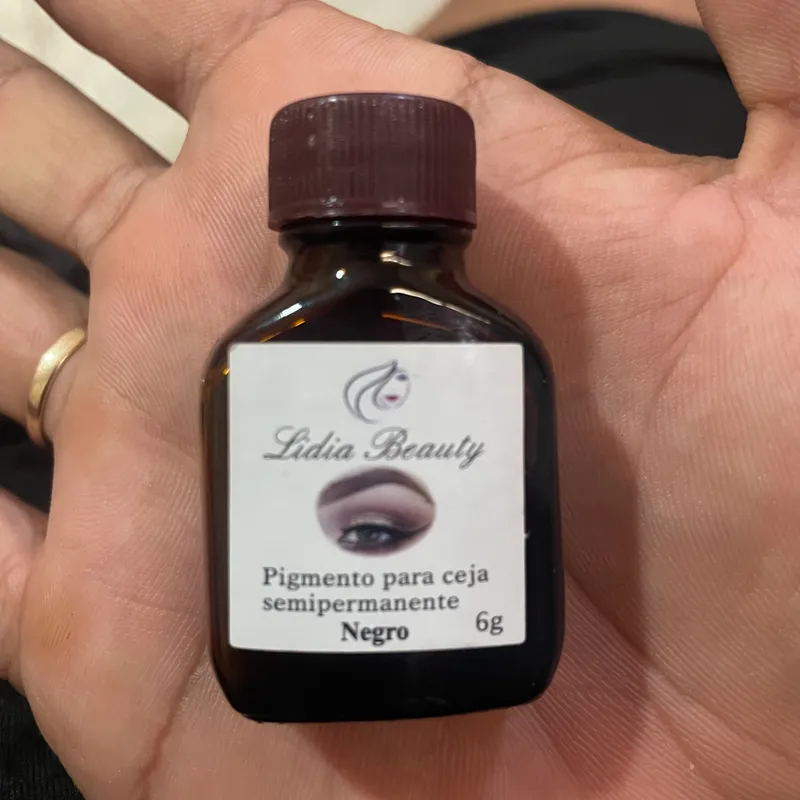 Lidia Beauty
Pigmento para ceja
semipermanente
Negro 6g